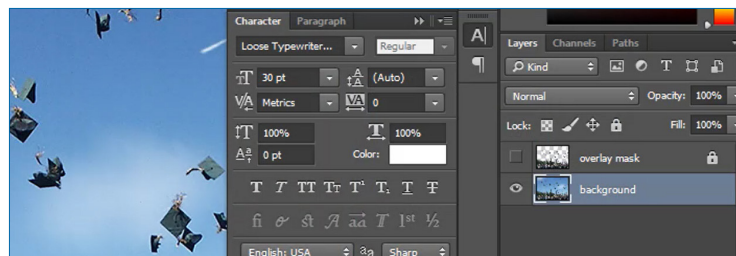 Character Paragraph
Loose Typewriter... Regular
30 pt (Auto)
Metrics 0
100% 100%
0 pt Color:
T T TT Tr T¹ T₁ T T
fi st A ad T 1st ½
English: USA aa Sharp
A
Layers Channels Paths
Kind
Normal Opacity: 100%
Lock: Fill: 100%
overlay mask
background